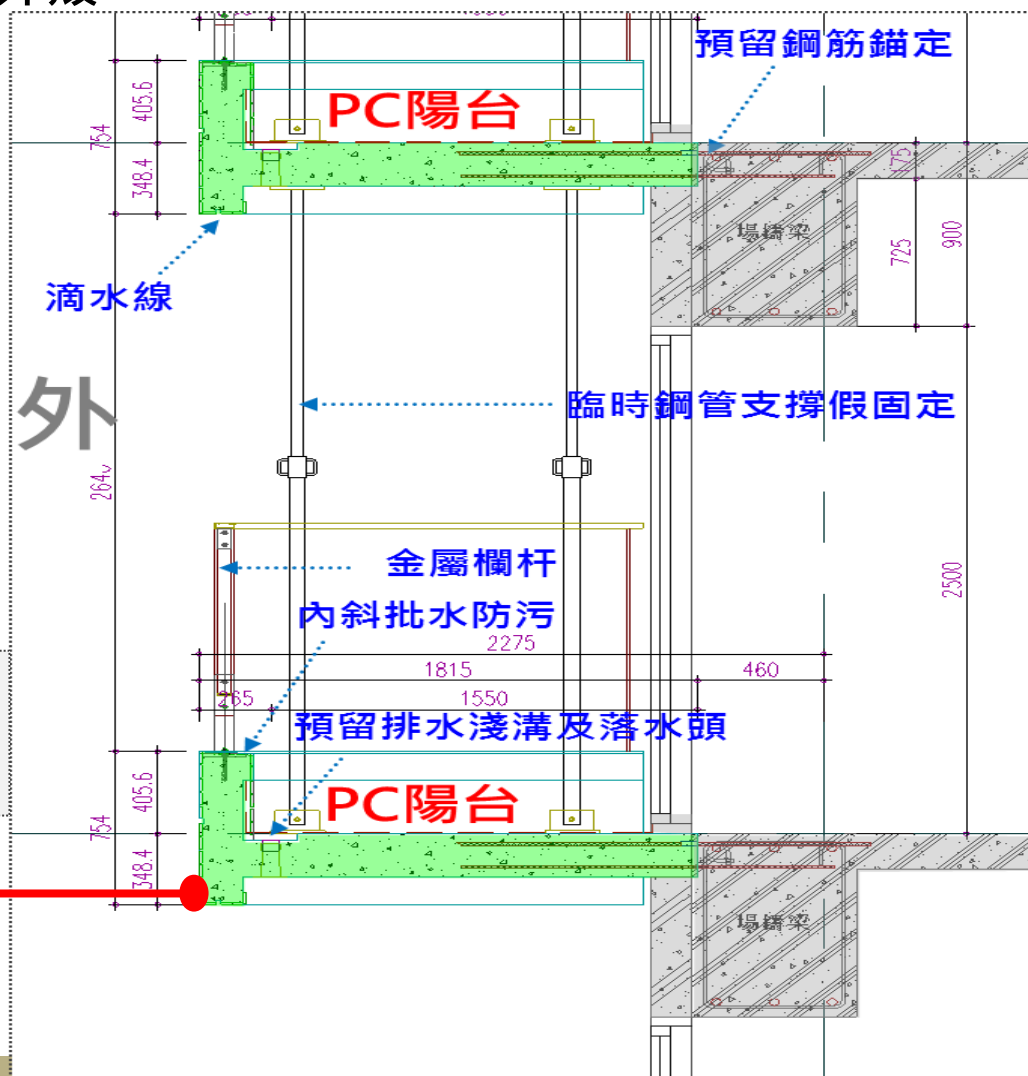 預留鋼筋錨定
PC陽台
405.6
754
348.4
175
場鑄梁
725
900
滴水線
外
臨時鋼管支撐假固定
金屬欄杆
2500
內斜批水防污
2275
1815
460
265
1550
預留排水淺溝及落水頭
405.6
PC陽台
754
348.4
場鑄梁